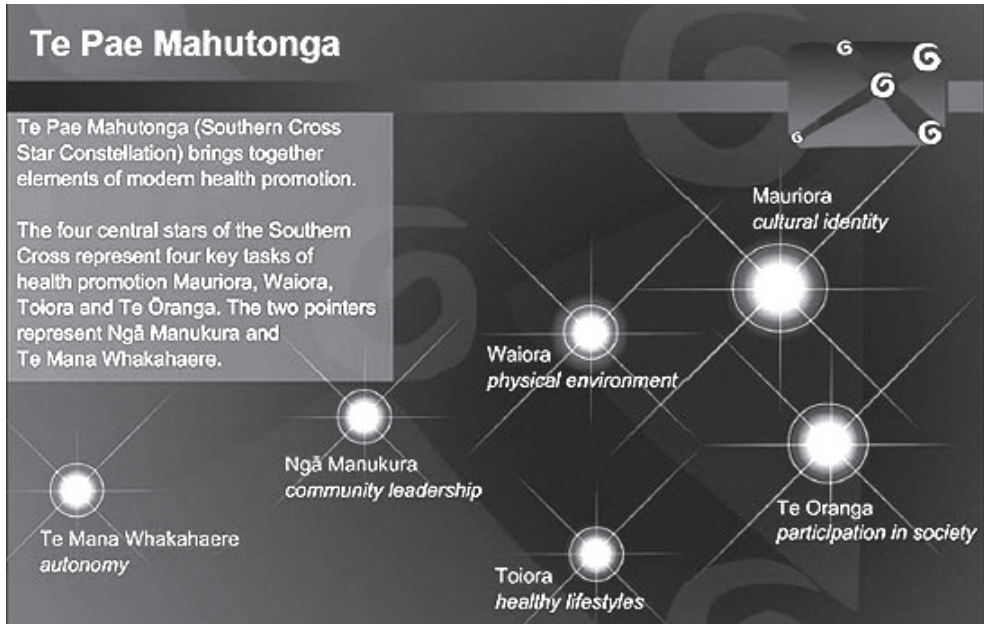 Te Pae Mahutonga
Te Pae Mahutonga (Southern Cross
Star Constellation) brings together
elements of modern health promotion.
The four central stars of the Southern
Cross represent four key tasks of
health promotion Mauriora, Waiora,
Toiora and Te Ōranga. The two pointers
represent Ngā Manukura and
Te Mana Whakahaere.
Mauriora
cultural identity
Waiora
physical environment
Ngā Manukura
community leadership
Te Oranga
participation in society
Te Mana Whakahaere
autonomy
Toiora
healthy lifestyles